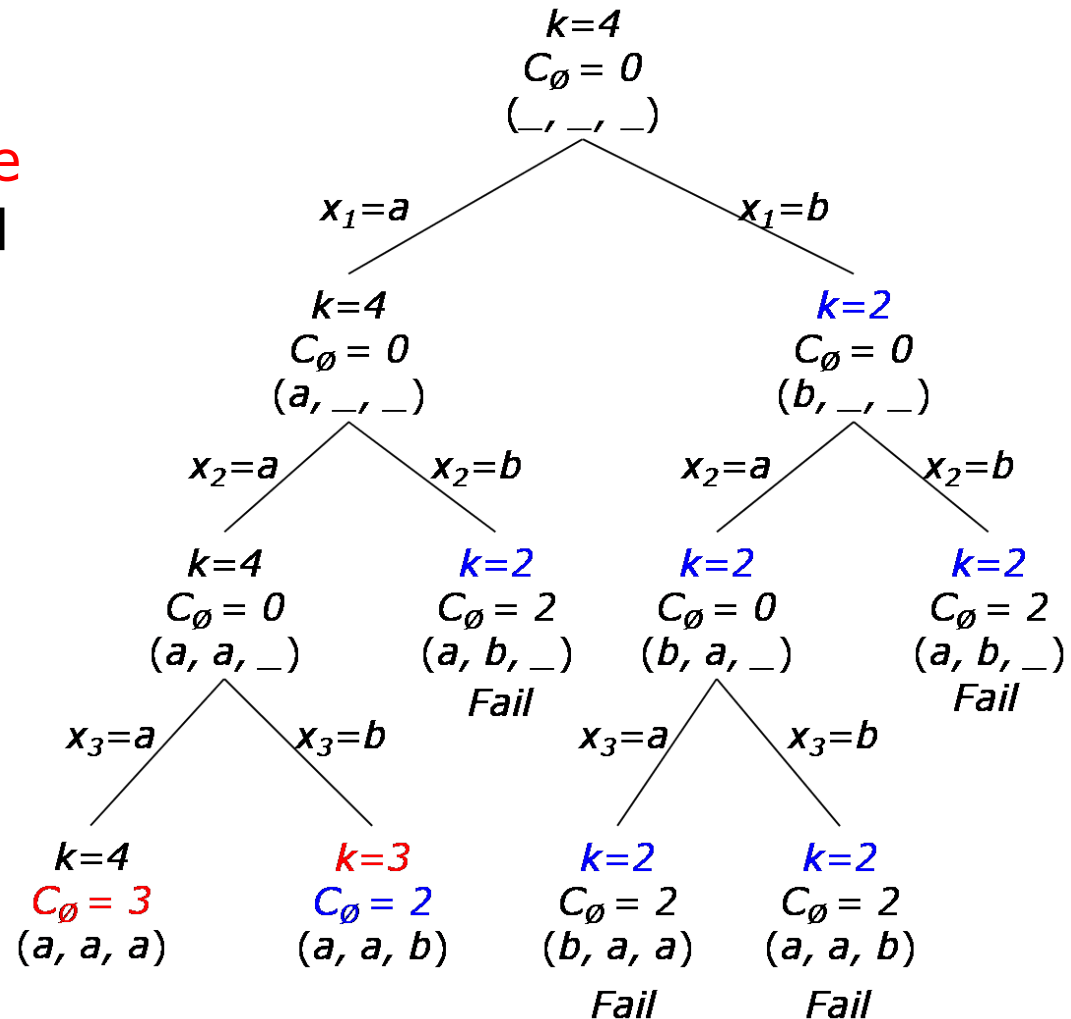 k=4
C∅ = 0
(_, _, _)
e
l
x₁=a
x₁=b
k=4
k=2
C∅ = 0
C∅ = 0
(a, _, _)
(b, _, _)
x₂=a
x₂=b
x₂=a
x₂=b
k=4
k=2
k=2
k=2
C∅ = 0
C∅ = 2
C∅ = 0
C∅ = 2
(a, a, _)
(a, b, _)
(b, a, _)
(a, b, _)
Fail
Fail
x₃=a
x₃=b
x₃=a
x₃=b
k=4
k=3
k=2
k=2
C∅ = 3
C∅ = 2
C∅ = 2
C∅ = 2
(a, a, a)
(a, a, b)
(b, a, a)
(a, a, b)
Fail
Fail